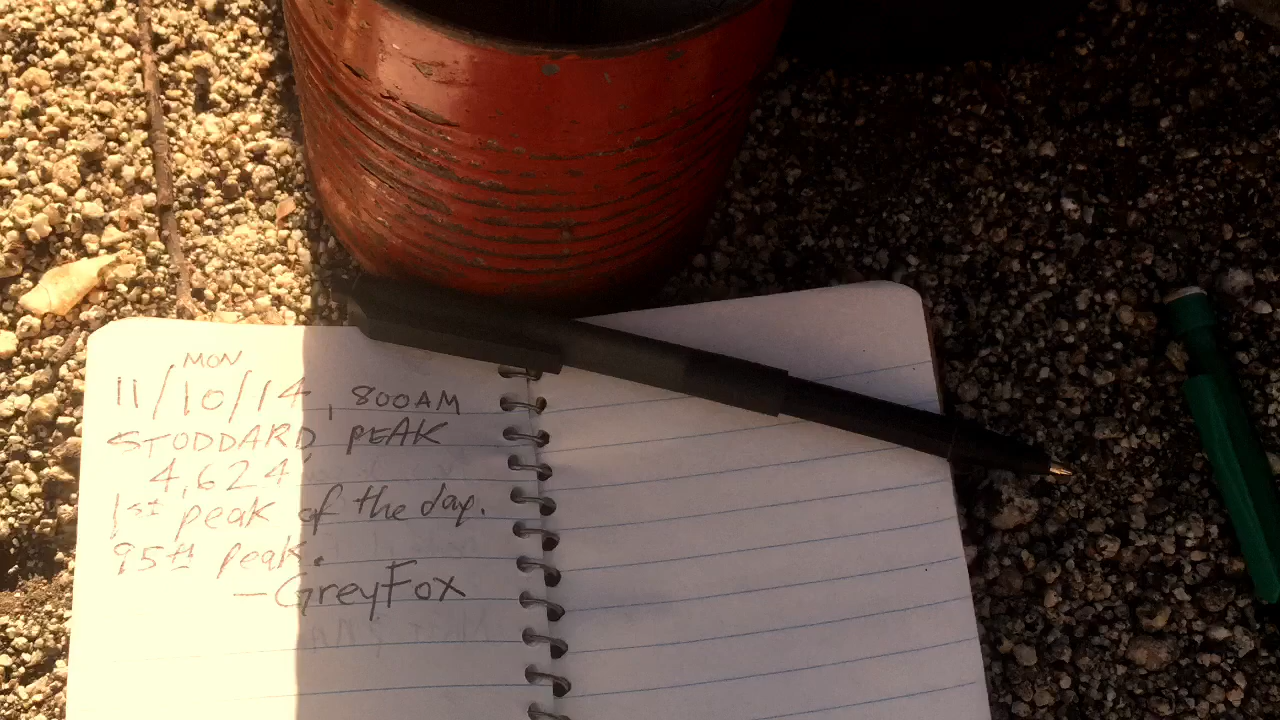 MON
11/10/14, 800AM
STODDARD PEAK
4,624'
1st peak of the day.
95th peak.
—GreyFox